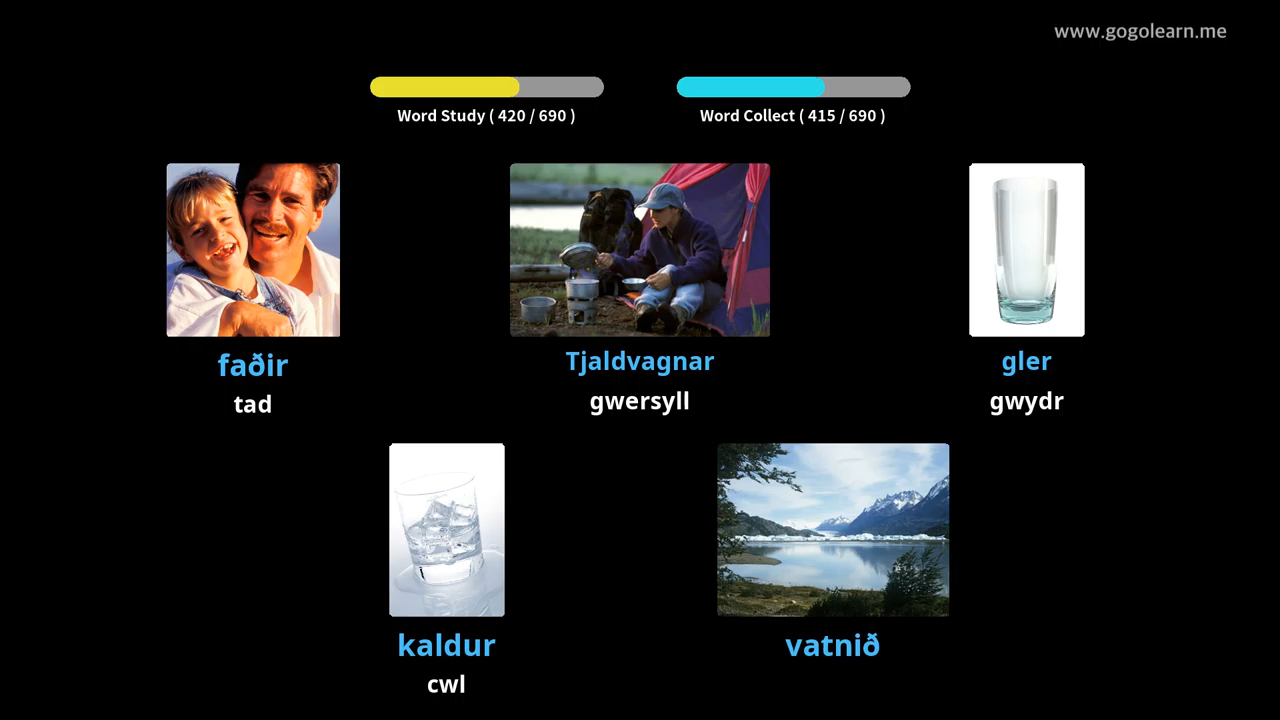 www.gogolearn.me
Word Study ( 420 / 690 )
Word Collect ( 415 / 690 )
faðir
tad
Tjaldvagnar
gwersyll
gler
gwydr
kaldur
cwl
vatnið